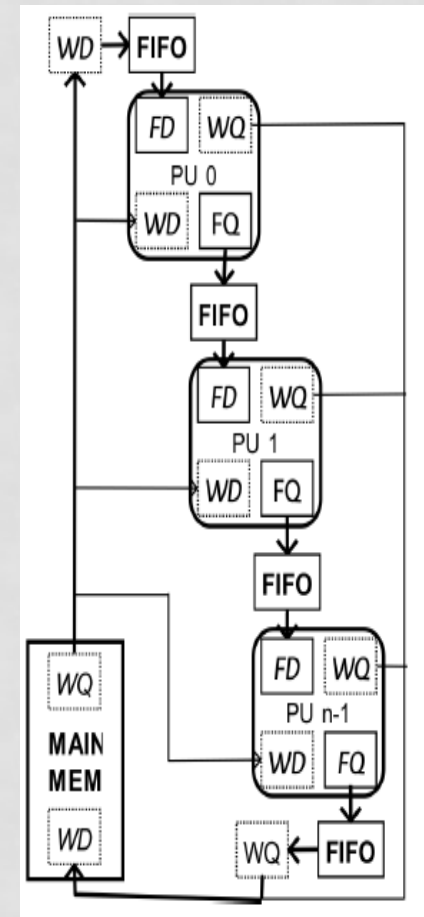 WD FIFO
FD WQ
PU 0
WD FQ
FIFO
FD WQ
PU 1
WD FQ
FIFO
FD WQ
PU n-1
WD FQ
WQ
MAIN
MEM
WD
WQ FIFO